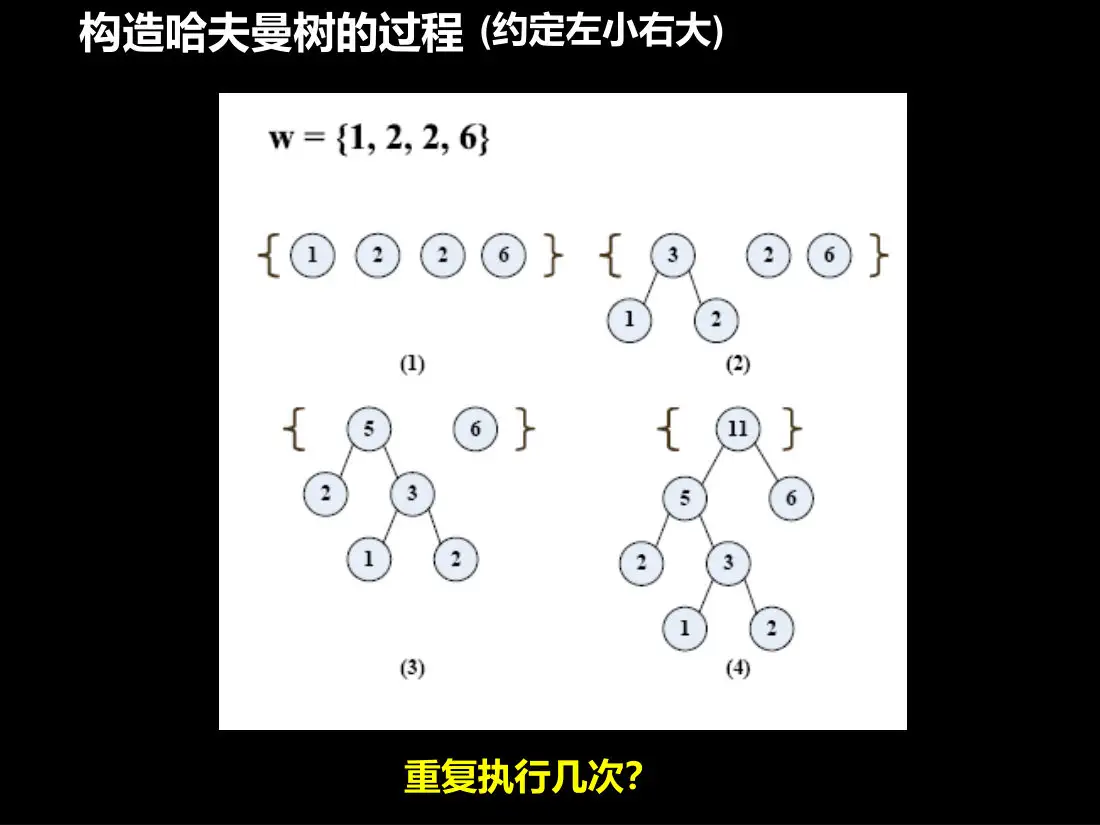 构造哈夫曼树的过程 (约定左小右大)
w = {1, 2, 2, 6}
{ 1 2 2 6 } { 3 2 6 }
1 2
(1) (2)
{ 5 6 } { 11 }
2 3 5 6
1 2 2 3
1 2
(3) (4)
重复执行几次?